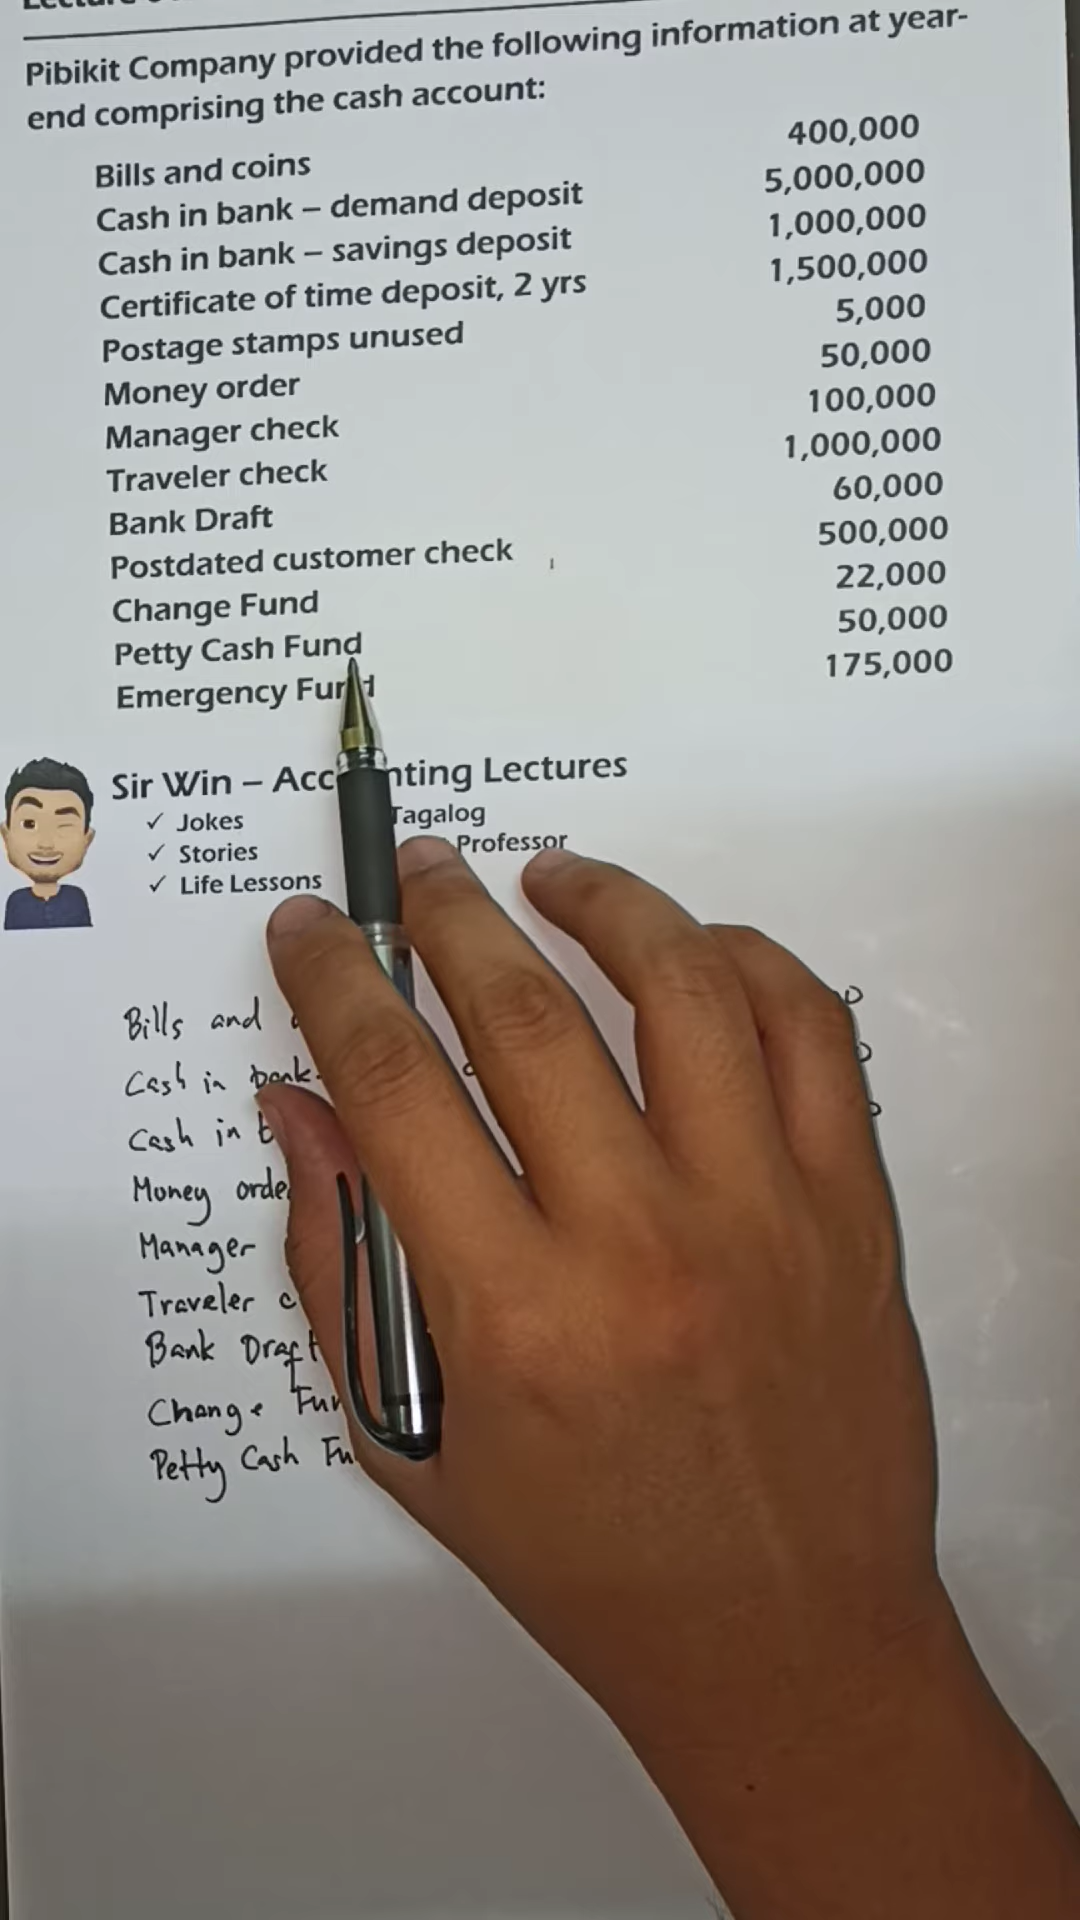 Pibikit Company provided the following information at year-
end comprising the cash account:
Bills and coins 400,000
Cash in bank – demand deposit 5,000,000
Cash in bank – savings deposit 1,000,000
Certificate of time deposit, 2 yrs 1,500,000
Postage stamps unused 5,000
Money order 50,000
Manager check 100,000
Traveler check 1,000,000
Bank Draft 60,000
Postdated customer check 500,000
Change Fund 22,000
Petty Cash Fund 50,000
Emergency Fund 175,000
Sir Win – Accounting Lectures
✓ Jokes Tagalog
✓ Stories Professor
✓ Life Lessons
Bills and
Cash in bank-
Cash in
Money order
Manager
Traveler
Bank Draft
Change
Petty Cash